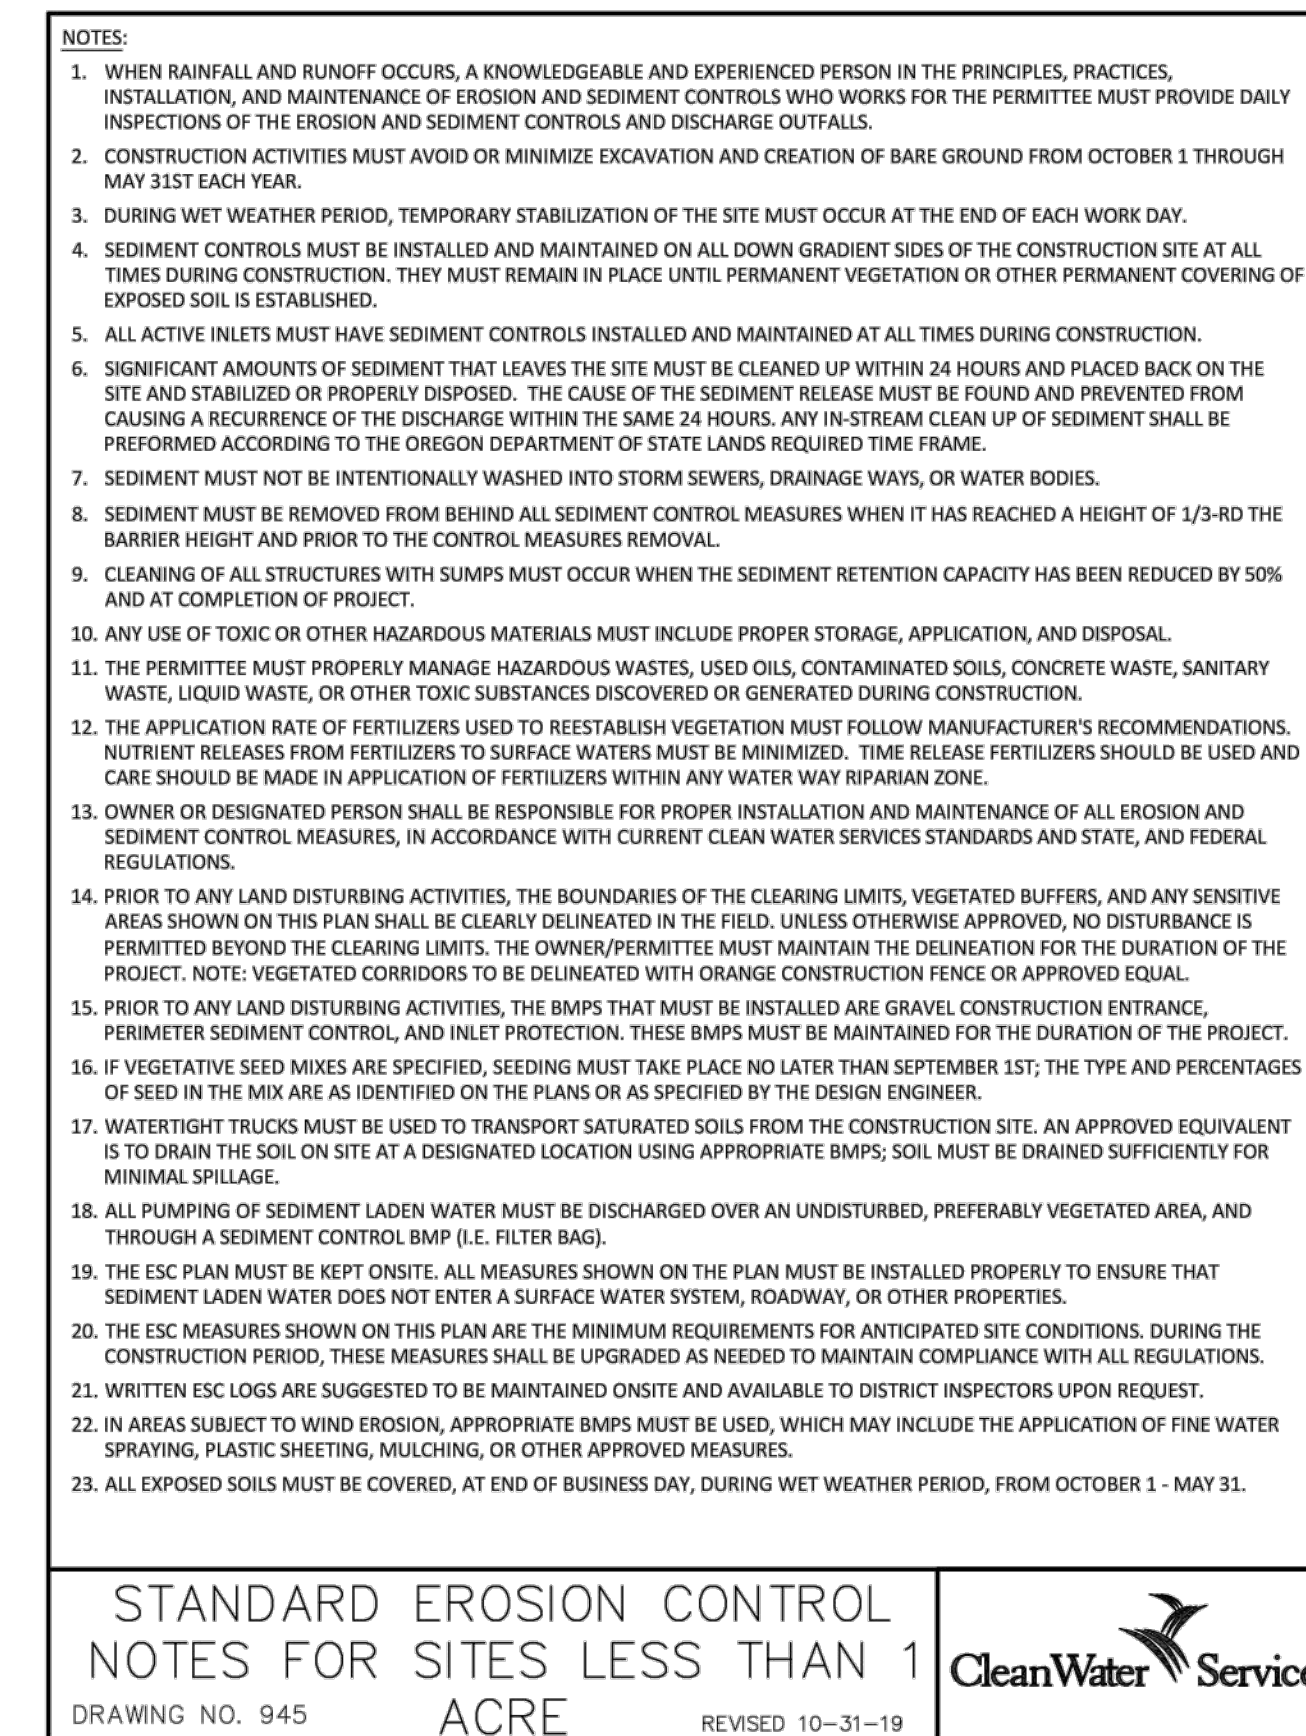 NOTES:
1. WHEN RAINFALL AND RUNOFF OCCURS, A KNOWLEDGEABLE AND EXPERIENCED PERSON IN THE PRINCIPLES, PRACTICES,
INSTALLATION, AND MAINTENANCE OF EROSION AND SEDIMENT CONTROLS WHO WORKS FOR THE PERMITTEE MUST PROVIDE DAILY
INSPECTIONS OF THE EROSION AND SEDIMENT CONTROLS AND DISCHARGE OUTFALLS.
2. CONSTRUCTION ACTIVITIES MUST AVOID OR MINIMIZE EXCAVATION AND CREATION OF BARE GROUND FROM OCTOBER 1 THROUGH
MAY 31ST EACH YEAR.
3. DURING WET WEATHER PERIOD, TEMPORARY STABILIZATION OF THE SITE MUST OCCUR AT THE END OF EACH WORK DAY.
4. SEDIMENT CONTROLS MUST BE INSTALLED AND MAINTAINED ON ALL DOWN GRADIENT SIDES OF THE CONSTRUCTION SITE AT ALL
TIMES DURING CONSTRUCTION. THEY MUST REMAIN IN PLACE UNTIL PERMANENT VEGETATION OR OTHER PERMANENT COVERING OF
EXPOSED SOIL IS ESTABLISHED.
5. ALL ACTIVE INLETS MUST HAVE SEDIMENT CONTROLS INSTALLED AND MAINTAINED AT ALL TIMES DURING CONSTRUCTION.
6. SIGNIFICANT AMOUNTS OF SEDIMENT THAT LEAVES THE SITE MUST BE CLEANED UP WITHIN 24 HOURS AND PLACED BACK ON THE
SITE AND STABILIZED OR PROPERLY DISPOSED. THE CAUSE OF THE SEDIMENT RELEASE MUST BE FOUND AND PREVENTED FROM
CAUSING A RECURRENCE OF THE DISCHARGE WITHIN THE SAME 24 HOURS. ANY IN-STREAM CLEAN UP OF SEDIMENT SHALL BE
PREFORMED ACCORDING TO THE OREGON DEPARTMENT OF STATE LANDS REQUIRED TIME FRAME.
7. SEDIMENT MUST NOT BE INTENTIONALLY WASHED INTO STORM SEWERS, DRAINAGE WAYS, OR WATER BODIES.
8. SEDIMENT MUST BE REMOVED FROM BEHIND ALL SEDIMENT CONTROL MEASURES WHEN IT HAS REACHED A HEIGHT OF 1/3-RD THE
BARRIER HEIGHT AND PRIOR TO THE CONTROL MEASURES REMOVAL.
9. CLEANING OF ALL STRUCTURES WITH SUMPS MUST OCCUR WHEN THE SEDIMENT RETENTION CAPACITY HAS BEEN REDUCED BY 50%
AND AT COMPLETION OF PROJECT.
10. ANY USE OF TOXIC OR OTHER HAZARDOUS MATERIALS MUST INCLUDE PROPER STORAGE, APPLICATION, AND DISPOSAL.
11. THE PERMITTEE MUST PROPERLY MANAGE HAZARDOUS WASTES, USED OILS, CONTAMINATED SOILS, CONCRETE WASTE, SANITARY
WASTE, LIQUID WASTE, OR OTHER TOXIC SUBSTANCES DISCOVERED OR GENERATED DURING CONSTRUCTION.
12. THE APPLICATION RATE OF FERTILIZERS USED TO REESTABLISH VEGETATION MUST FOLLOW MANUFACTURER'S RECOMMENDATIONS.
NUTRIENT RELEASES FROM FERTILIZERS TO SURFACE WATERS MUST BE MINIMIZED. TIME RELEASE FERTILIZERS SHOULD BE USED AND
CARE SHOULD BE MADE IN APPLICATION OF FERTILIZERS WITHIN ANY WATER WAY RIPARIAN ZONE.
13. OWNER OR DESIGNATED PERSON SHALL BE RESPONSIBLE FOR PROPER INSTALLATION AND MAINTENANCE OF ALL EROSION AND
SEDIMENT CONTROL MEASURES, IN ACCORDANCE WITH CURRENT CLEAN WATER SERVICES STANDARDS AND STATE, AND FEDERAL
REGULATIONS.
14. PRIOR TO ANY LAND DISTURBING ACTIVITIES, THE BOUNDARIES OF THE CLEARING LIMITS, VEGETATED BUFFERS, AND ANY SENSITIVE
AREAS SHOWN ON THIS PLAN SHALL BE CLEARLY DELINEATED IN THE FIELD. UNLESS OTHERWISE APPROVED, NO DISTURBANCE IS
PERMITTED BEYOND THE CLEARING LIMITS. THE OWNER/PERMITTEE MUST MAINTAIN THE DELINEATION FOR THE DURATION OF THE
PROJECT. NOTE: VEGETATED CORRIDORS TO BE DELINEATED WITH ORANGE CONSTRUCTION FENCE OR APPROVED EQUAL.
15. PRIOR TO ANY LAND DISTURBING ACTIVITIES, THE BMPS THAT MUST BE INSTALLED ARE GRAVEL CONSTRUCTION ENTRANCE,
PERIMETER SEDIMENT CONTROL, AND INLET PROTECTION. THESE BMPS MUST BE MAINTAINED FOR THE DURATION OF THE PROJECT.
16. IF VEGETATIVE SEED MIXES ARE SPECIFIED, SEEDING MUST TAKE PLACE NO LATER THAN SEPTEMBER 1ST; THE TYPE AND PERCENTAGES
OF SEED IN THE MIX ARE AS IDENTIFIED ON THE PLANS OR AS SPECIFIED BY THE DESIGN ENGINEER.
17. WATERTIGHT TRUCKS MUST BE USED TO TRANSPORT SATURATED SOILS FROM THE CONSTRUCTION SITE. AN APPROVED EQUIVALENT
IS TO DRAIN THE SOIL ON SITE AT A DESIGNATED LOCATION USING APPROPRIATE BMPS; SOIL MUST BE DRAINED SUFFICIENTLY FOR
MINIMAL SPILLAGE.
18. ALL PUMPING OF SEDIMENT LADEN WATER MUST BE DISCHARGED OVER AN UNDISTURBED, PREFERABLY VEGETATED AREA, AND
THROUGH A SEDIMENT CONTROL BMP (I.E. FILTER BAG).
19. THE ESC PLAN MUST BE KEPT ONSITE. ALL MEASURES SHOWN ON THE PLAN MUST BE INSTALLED PROPERLY TO ENSURE THAT
SEDIMENT LADEN WATER DOES NOT ENTER A SURFACE WATER SYSTEM, ROADWAY, OR OTHER PROPERTIES.
20. THE ESC MEASURES SHOWN ON THIS PLAN ARE THE MINIMUM REQUIREMENTS FOR ANTICIPATED SITE CONDITIONS. DURING THE
CONSTRUCTION PERIOD, THESE MEASURES SHALL BE UPGRADED AS NEEDED TO MAINTAIN COMPLIANCE WITH ALL REGULATIONS.
21. WRITTEN ESC LOGS ARE SUGGESTED TO BE MAINTAINED ONSITE AND AVAILABLE TO DISTRICT INSPECTORS UPON REQUEST.
22. IN AREAS SUBJECT TO WIND EROSION, APPROPRIATE BMPS MUST BE USED, WHICH MAY INCLUDE THE APPLICATION OF FINE WATER
SPRAYING, PLASTIC SHEETING, MULCHING, OR OTHER APPROVED MEASURES.
23. ALL EXPOSED SOILS MUST BE COVERED, AT END OF BUSINESS DAY, DURING WET WEATHER PERIOD, FROM OCTOBER 1 - MAY 31.
STANDARD EROSION CONTROL
NOTES FOR SITES LESS THAN 1
ACRE
DRAWING NO. 945
REVISED 10-31-19
CleanWater